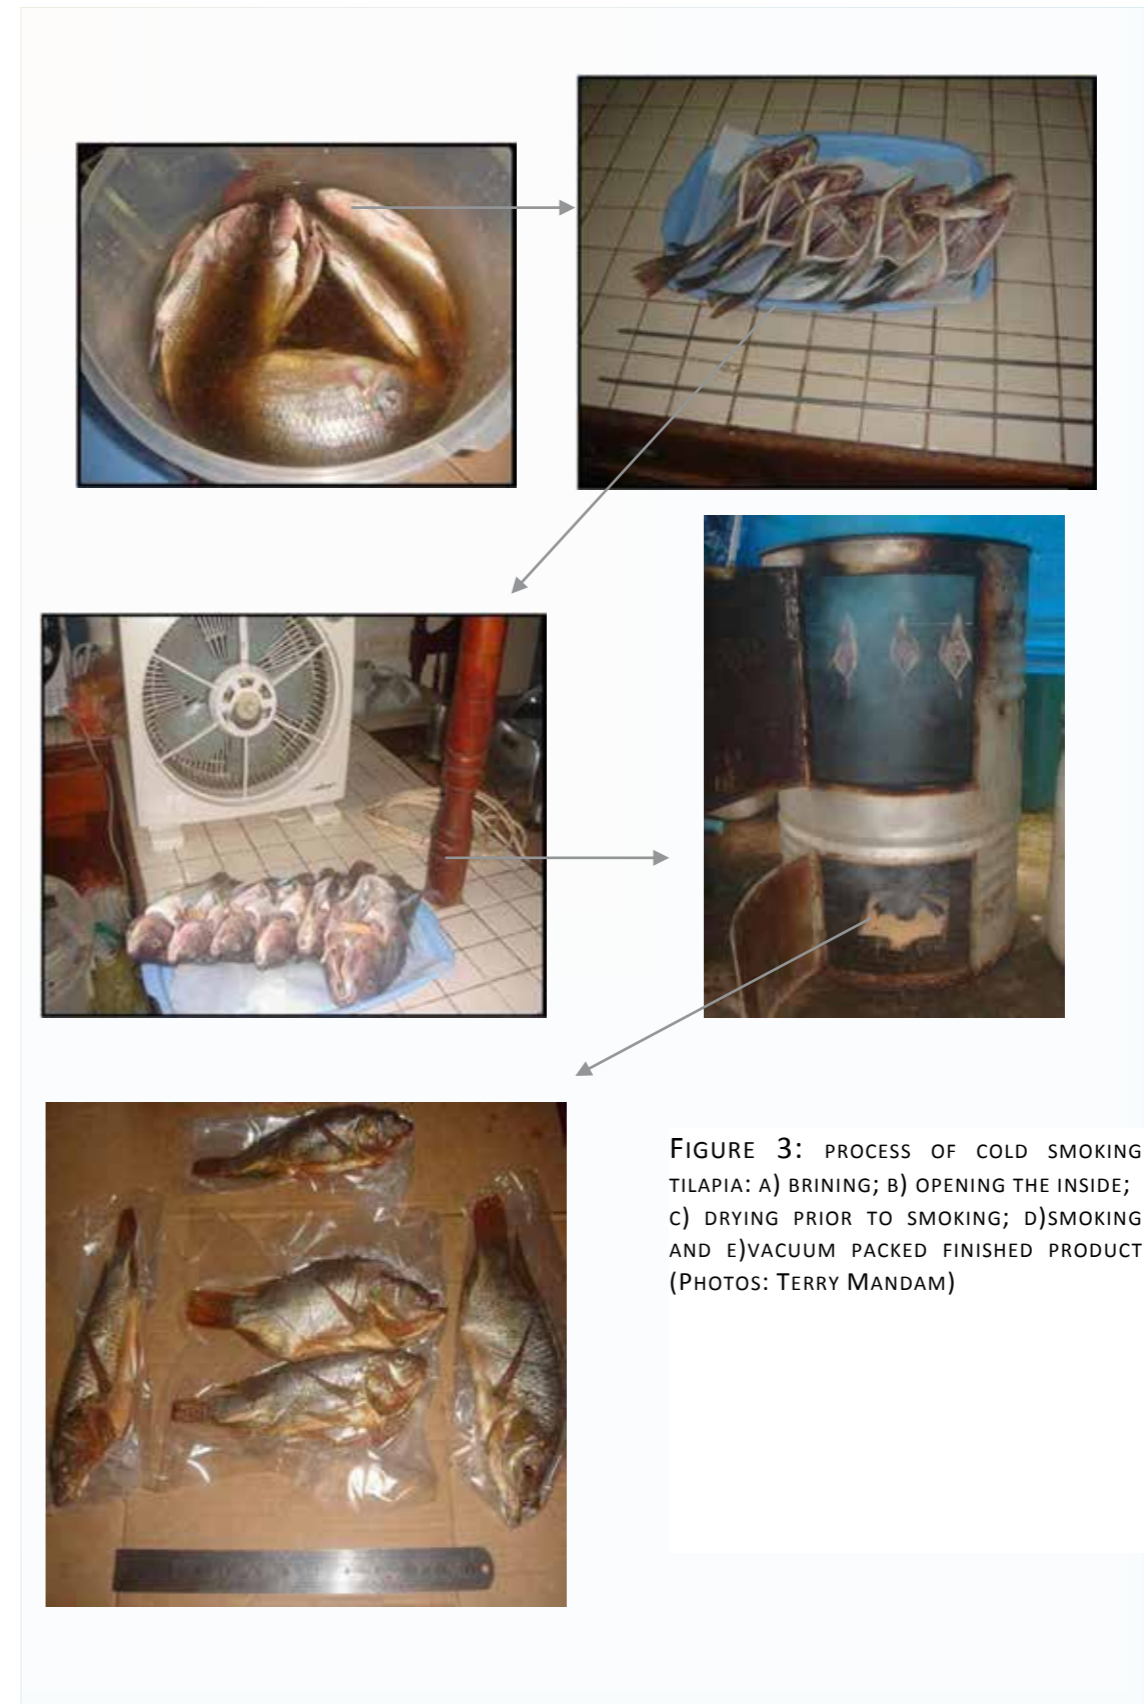 FIGURE 3: PROCESS OF COLD SMOKING
TILAPIA: A) BRINING; B) OPENING THE INSIDE;
C) DRYING PRIOR TO SMOKING; D)SMOKING
AND E)VACUUM PACKED FINISHED PRODUCT
(PHOTOS: TERRY MANDAM)